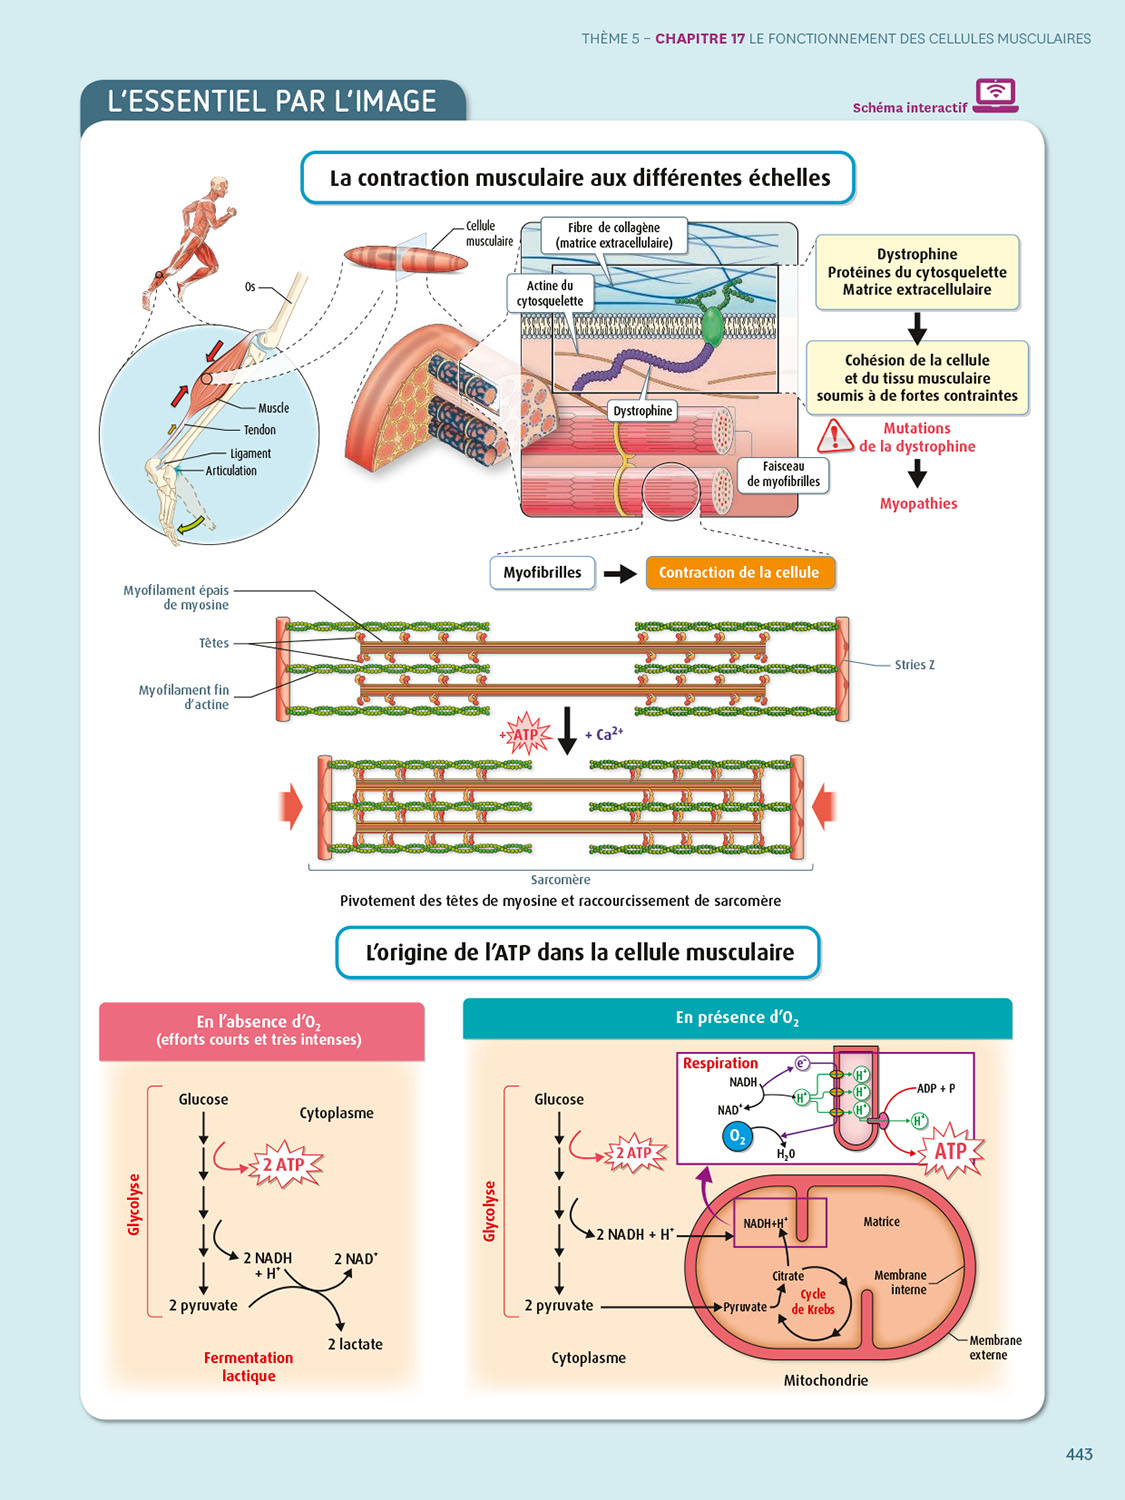 THÈME 5 – CHAPITRE 17 LE FONCTIONNEMENT DES CELLULES MUSCULAIRES
L'ESSENTIEL PAR L'IMAGE
Schéma interactif
La contraction musculaire aux différentes échelles
Cellule
musculaire
Os
Muscle
Tendon
Ligament
Articulation
Fibre de collagène
(matrice extracellulaire)
Actine du
cytosquelette
Dystrophine
Faisceau
de myofibrilles
Dystrophine
Protéines du cytosquelette
Matrice extracellulaire
Cohésion de la cellule
et du tissu musculaire
soumis à de fortes contraintes
Mutations
de la dystrophine
Myopathies
Myofibrilles
Contraction de la cellule
Myofilament épais
de myosine
Têtes
Myofilament fin
d'actine
Stries Z
+ ATP
+ Ca2+
Sarcomère
Pivotement des têtes de myosine et raccourcissement de sarcomère
L'origine de l'ATP dans la cellule musculaire
En l'absence d'O2
(efforts courts et très intenses)
Glycolyse
Glucose
Cytoplasme
2 ATP
2 NADH
+ H+
2 NAD+
2 pyruvate
2 lactate
Fermentation
lactique
En présence d'O2
Glycolyse
Glucose
2 ATP
2 NADH + H+
2 pyruvate
Cytoplasme
Respiration
NADH
NAD+
e-
H+
H+
H+
H+
H+
O2
H2O
ADP + P
ATP
NADH+H+
Matrice
Citrate
Cycle
de Krebs
Pyruvate
Membrane
interne
Membrane
externe
Mitochondrie
443